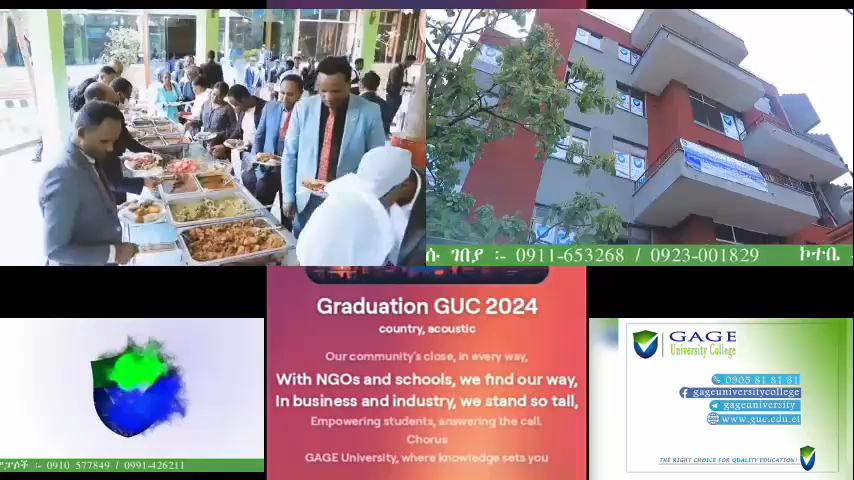 ሱ ገበያ ፡- 0911-653268 / 0923-001829 ኮተቤ
Graduation GUC 2024
country, acoustic
Our community's close, in every way,
With NGOs and schools, we find our way,
In business and industry, we stand so tall,
Empowering students, answering the call.
Chorus
GAGE University, where knowledge sets you
0910 577849 / 0991-426211
GAGE
University College
0905 81 81 81
gageuniversitycollege
gageuniversity
www.guc.edu.et
THE RIGHT CHOICE FOR QUALITY EDUCATION!